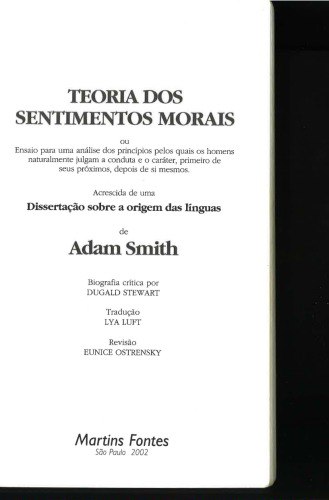 TEORIA DOS
SENTIMENTOS MORAIS
ou
Ensaio para uma análise dos princípios pelos quais os homens
naturalmente julgam a conduta e o caráter, primeiro de
seus próximos, depois de si mesmos.
Acrescida de uma
Dissertação sobre a origem das línguas
de
Adam Smith
Biografia crítica por
DUGALD STEWART
Tradução
LYA LUFT
Revisão
EUNICE OSTRENSKY
Martins Fontes
São Paulo 2002